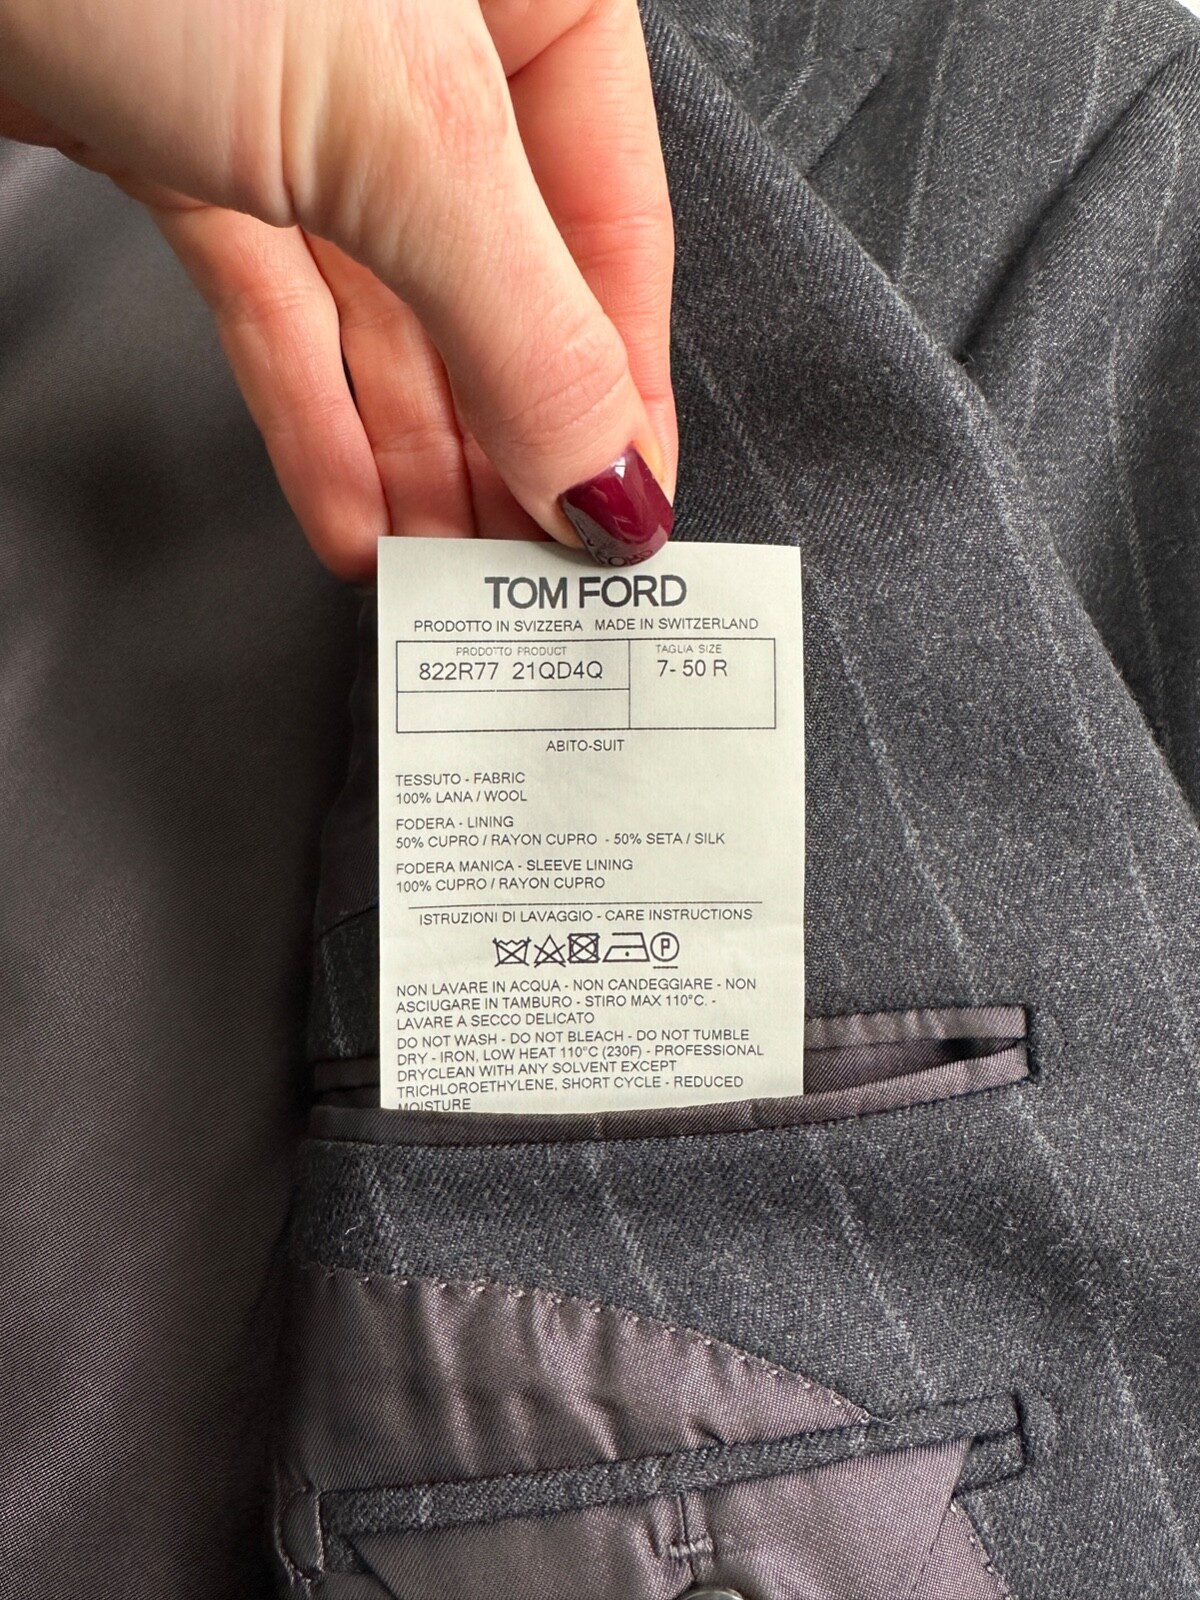 TOM FORD
PRODOTTO IN SVIZZERA MADE IN SWITZERLAND
PRODOTTO PRODUCT TAGLIA SIZE
822R77 21QD4Q 7- 50 R
ABITO-SUIT
TESSUTO - FABRIC
100% LANA / WOOL
FODERA - LINING
50% CUPRO / RAYON CUPRO - 50% SETA / SILK
FODERA MANICA - SLEEVE LINING
100% CUPRO / RAYON CUPRO
ISTRUZIONI DI LAVAGGIO - CARE INSTRUCTIONS
P
NON LAVARE IN ACQUA - NON CANDEGGIARE - NON
ASCIUGARE IN TAMBURO - STIRO MAX 110°C. -
LAVARE A SECCO DELICATO
DO NOT WASH - DO NOT BLEACH - DO NOT TUMBLE
DRY - IRON, LOW HEAT 110°C (230F) - PROFESSIONAL
DRYCLEAN WITH ANY SOLVENT EXCEPT
TRICHLOROETHYLENE, SHORT CYCLE - REDUCED
MOISTURE